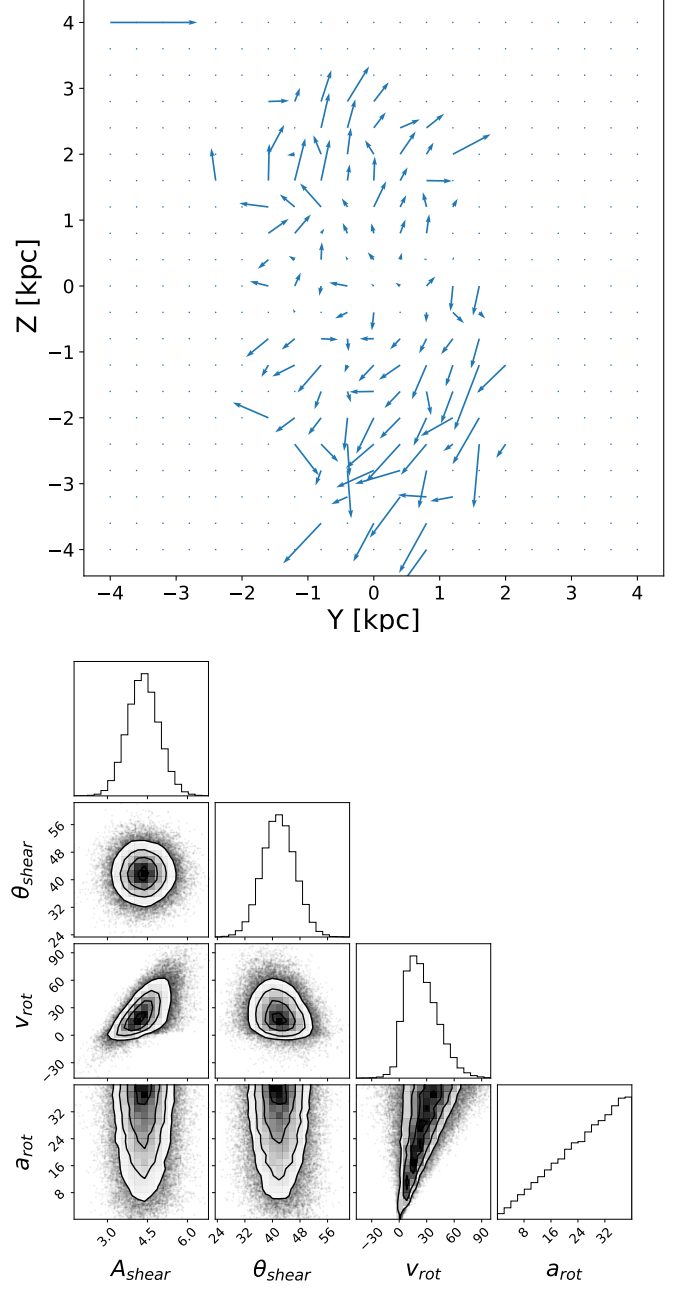 4
3
2
1
0
−1
−2
−3
−4
Z [kpc]
−4 −3 −2 −1 0 1 2 3 4
Y [kpc]
θshear
56
48
40
32
24
vrot
90
60
30
0
−30
arot
32
24
16
8
3.0 4.5 6.0
24 32 40 48 56
−30 0 30 60 90
8 16 24 32
Ashear θshear vrot arot